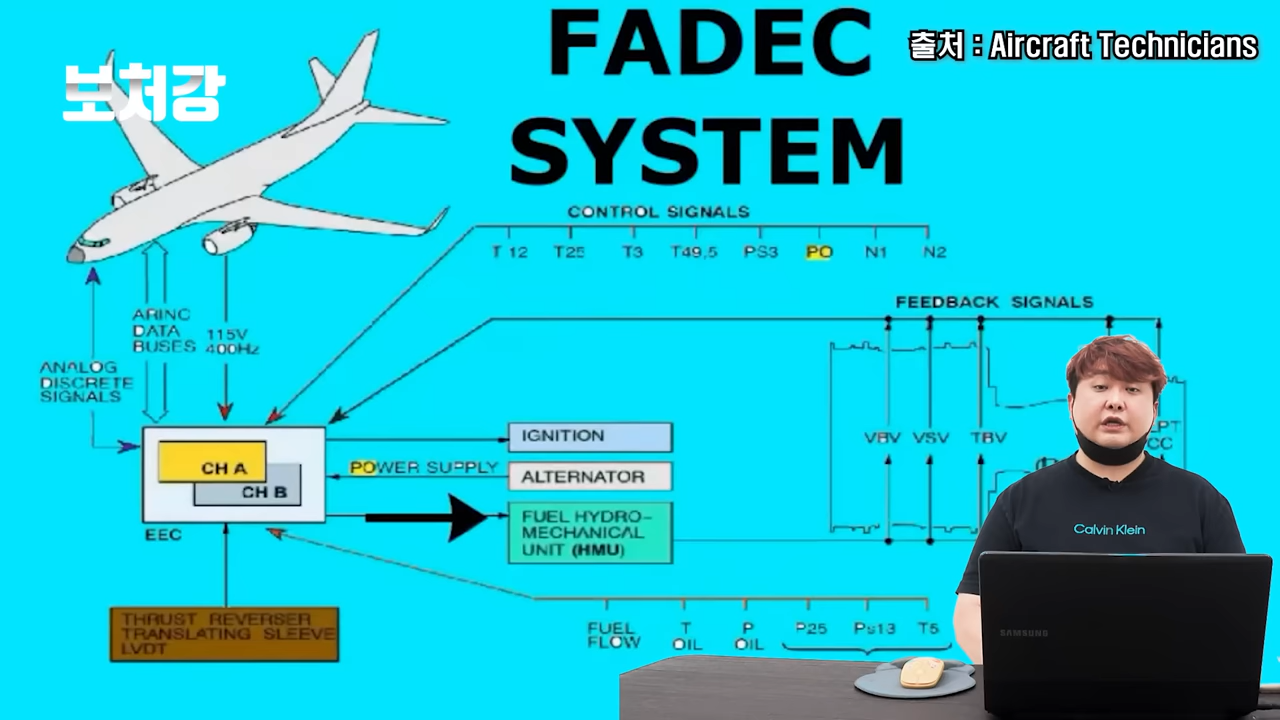 보처강
FADEC
SYSTEM
출처 : Aircraft Technicians
CONTROL SIGNALS
T 12 T25 T3 T49,5 PS3 PO N1 N2
FEEDBACK SIGNALS
ARINC
DATA
BUSES
115V
400Hz
ANALOG
DISCRETE
SIGNALS
CH A
CH B
EEC
IGNITION
POWER SUPPLY
ALTERNATOR
FUEL HYDRO-
MECHANICAL
UNIT (HMU)
VBV VSV TBV
THRUST REVERSER
TRANSLATING SLEEVE
LVDT
FUEL
FLOW
T
OIL
P
OIL
P25 Ps13 T5
Calvin Klein
SAMSUNG